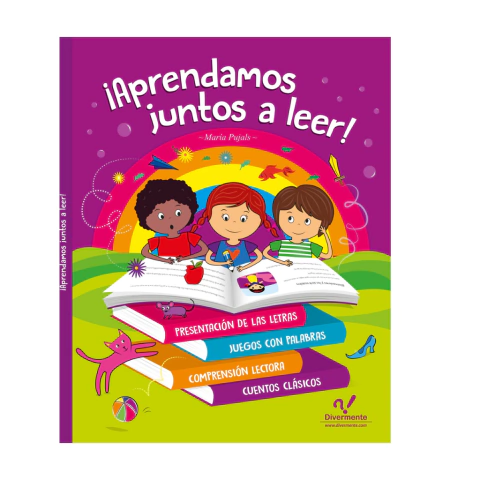 ¡Aprendamos
juntos a leer!
~María Pujals~
¡Aprendamos juntos a leer!
PRESENTACIÓN DE LAS LETRAS
JUEGOS CON PALABRAS
COMPRENSIÓN LECTORA
CUENTOS CLÁSICOS
Divermente
www.divermente.com